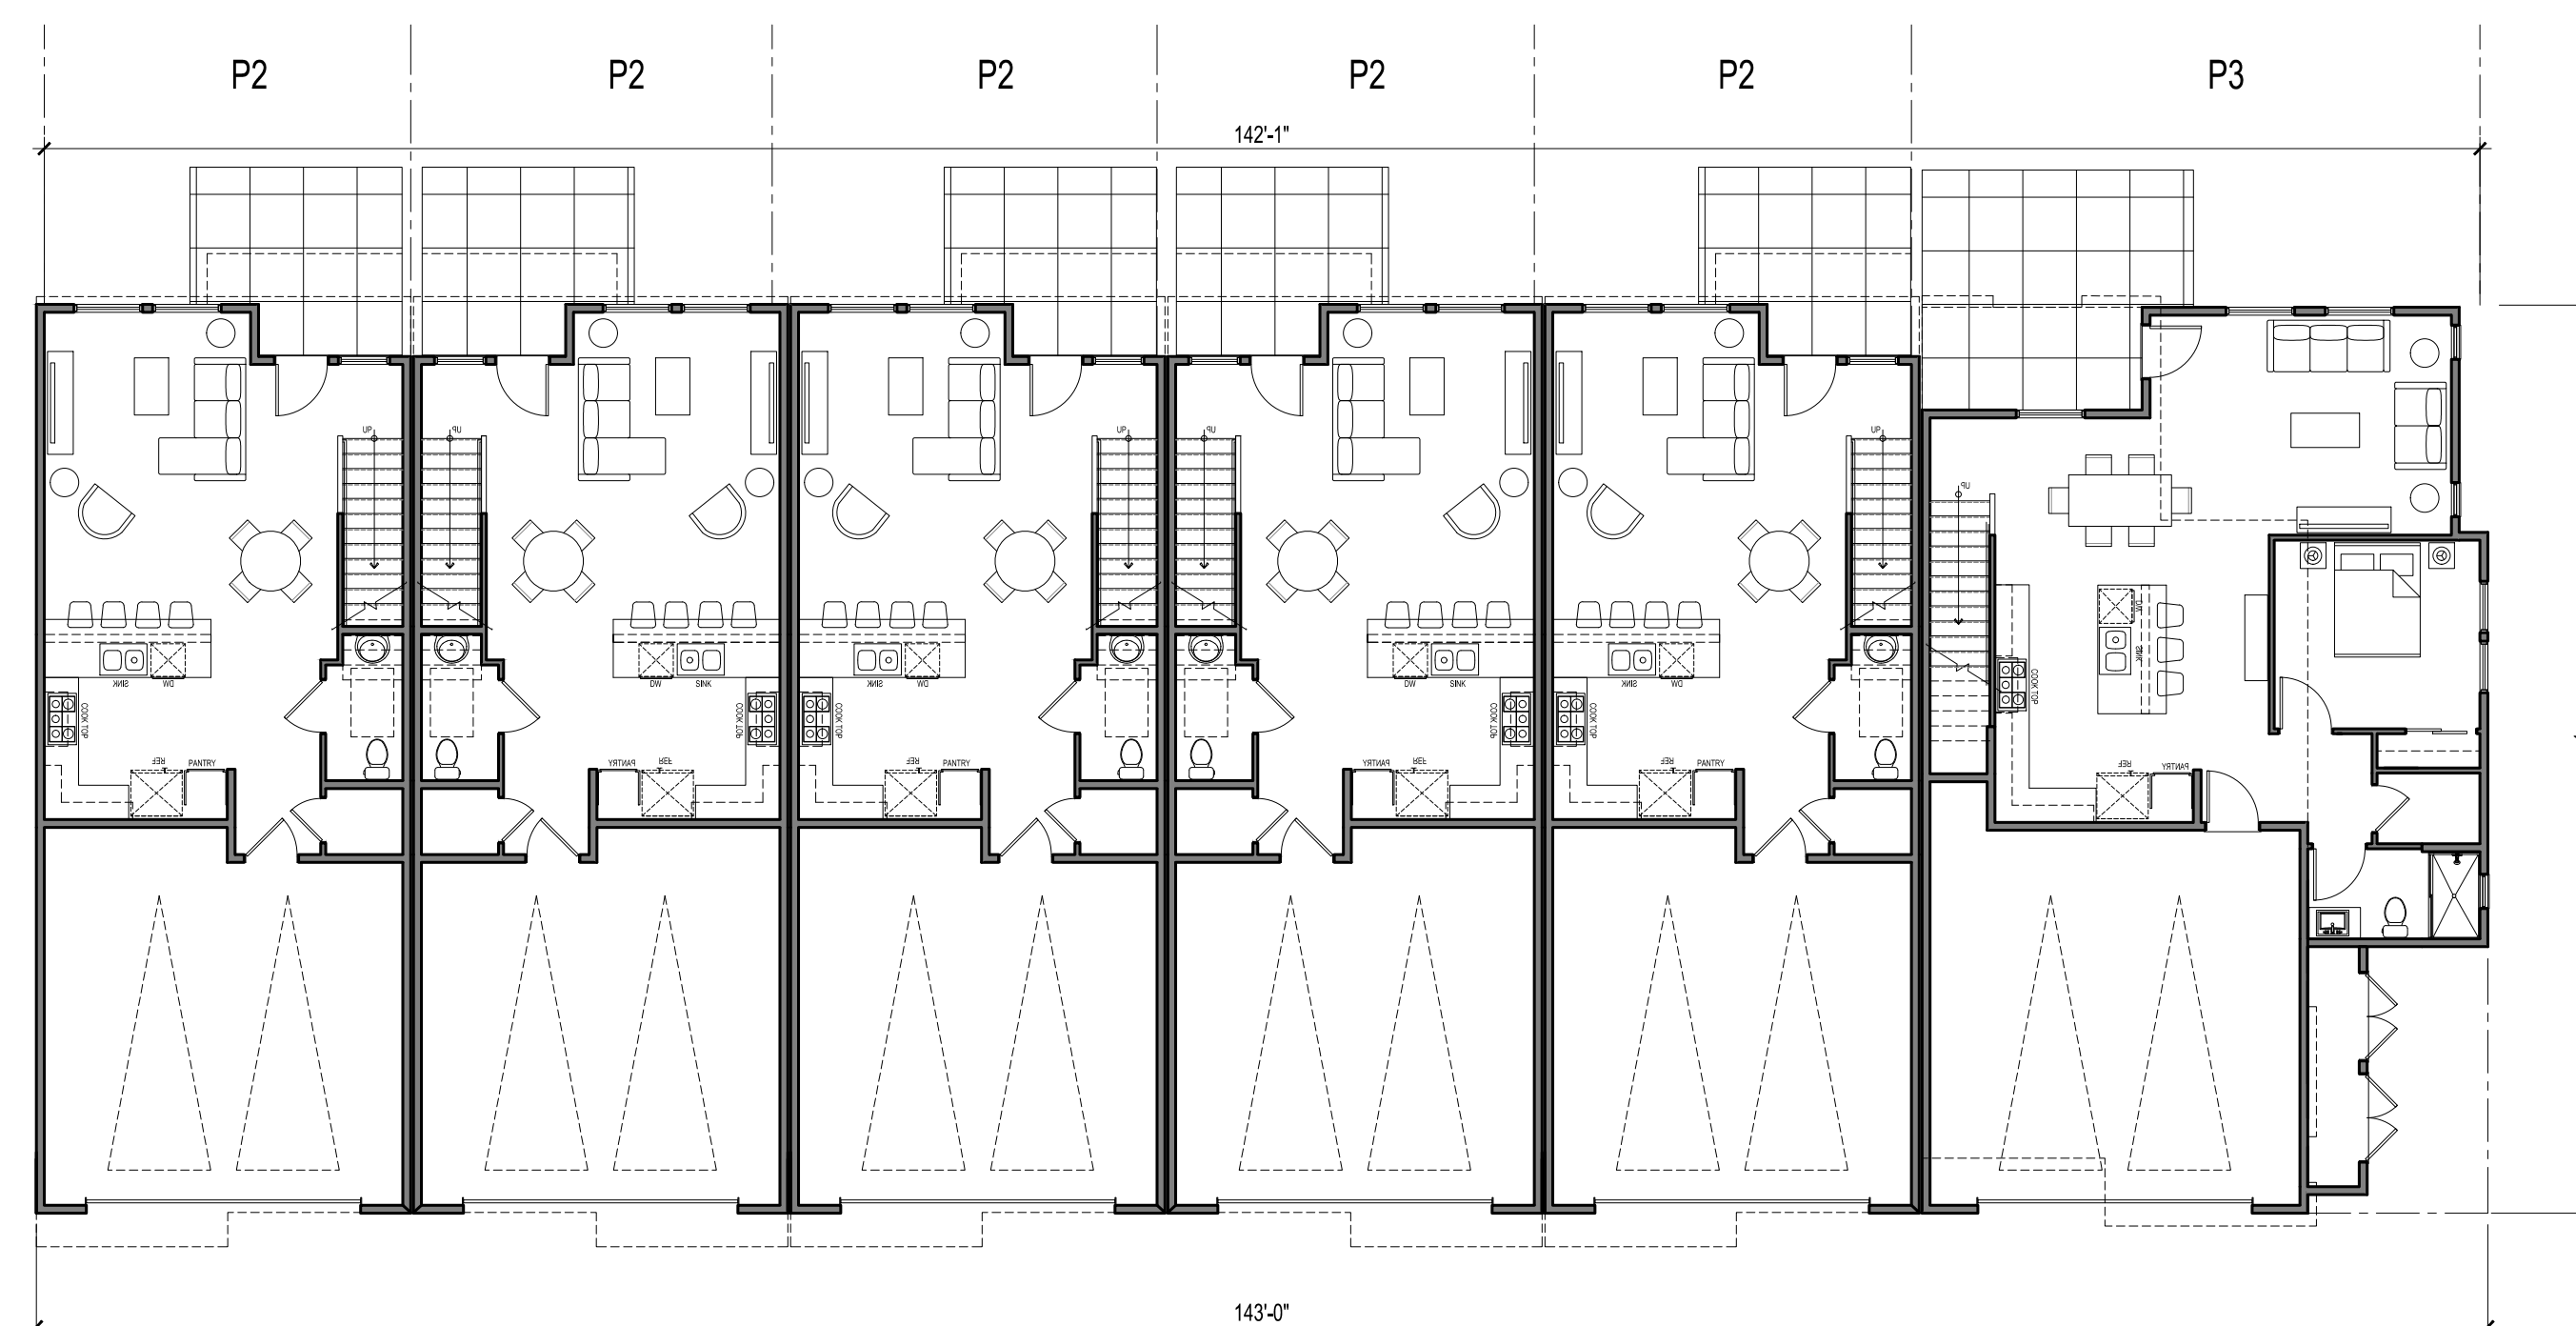 P2 P2 P2 P2 P2 P3
142'-1"
UP UP UP UP UP
UP
DW
SINK DW DW SINK SINK DW DW SINK SINK DW
SINK
COOK TOP COOK TOP COOK TOP COOK TOP COOK TOP COOK TOP
REF PANTRY PANTRY REF REF PANTRY PANTRY REF REF PANTRY REF PANTRY
143'-0"